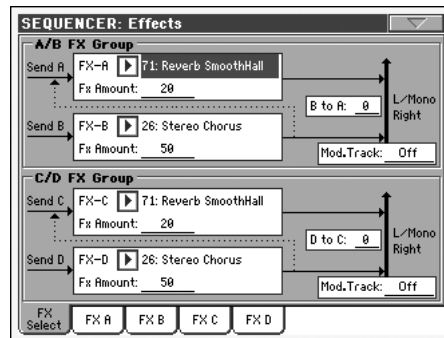 SEQUENCER: Effects
A/B FX Group
Send A FX-A 71: Reverb SmoothHall
Fx Amount: 20
B to A: 0
L/Mono
Right
Send B FX-B 26: Stereo Chorus
Fx Amount: 50
Mod.Track: Off
C/D FX Group
Send C FX-C 71: Reverb SmoothHall
Fx Amount: 20
D to C: 0
L/Mono
Right
Send D FX-D 26: Stereo Chorus
Fx Amount: 50
Mod.Track: Off
FX Select FX A FX B FX C FX D